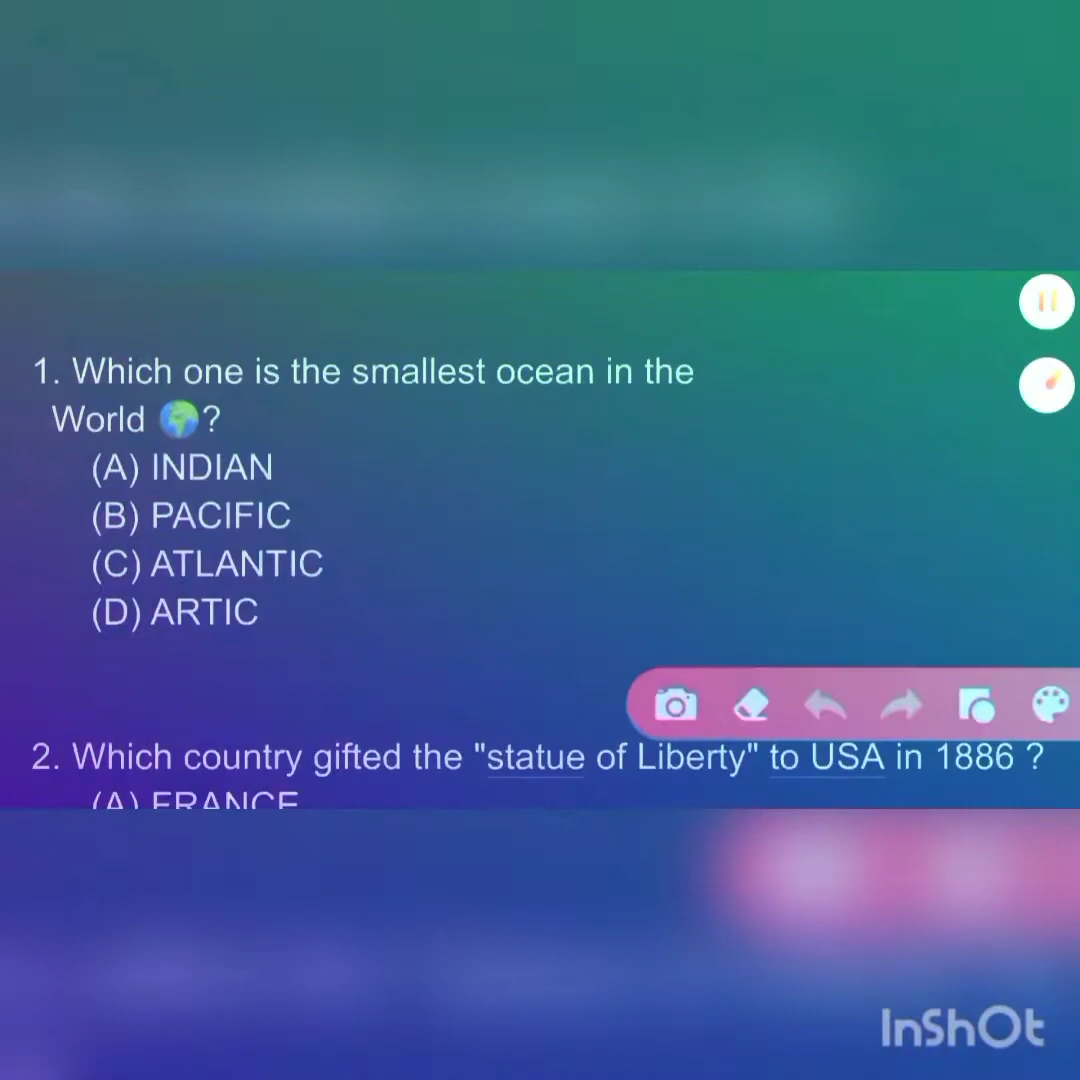 1. Which one is the smallest ocean in the
World 🌍?
(A) INDIAN
(B) PACIFIC
(C) ATLANTIC
(D) ARTIC
2. Which country gifted the "statue of Liberty" to USA in 1886 ?
(A) FRANCE
InShOt